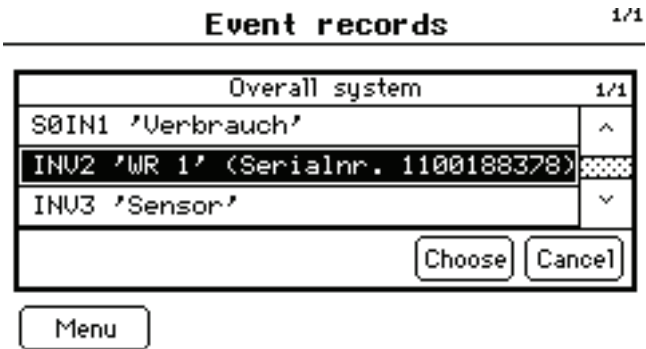 Event records 1/1
Overall system 1/1
S0IN1 'Verbrauch'
INV2 'WR 1' (Serialnr. 1100188378)
INV3 'Sensor'
Choose Cancel
Menu